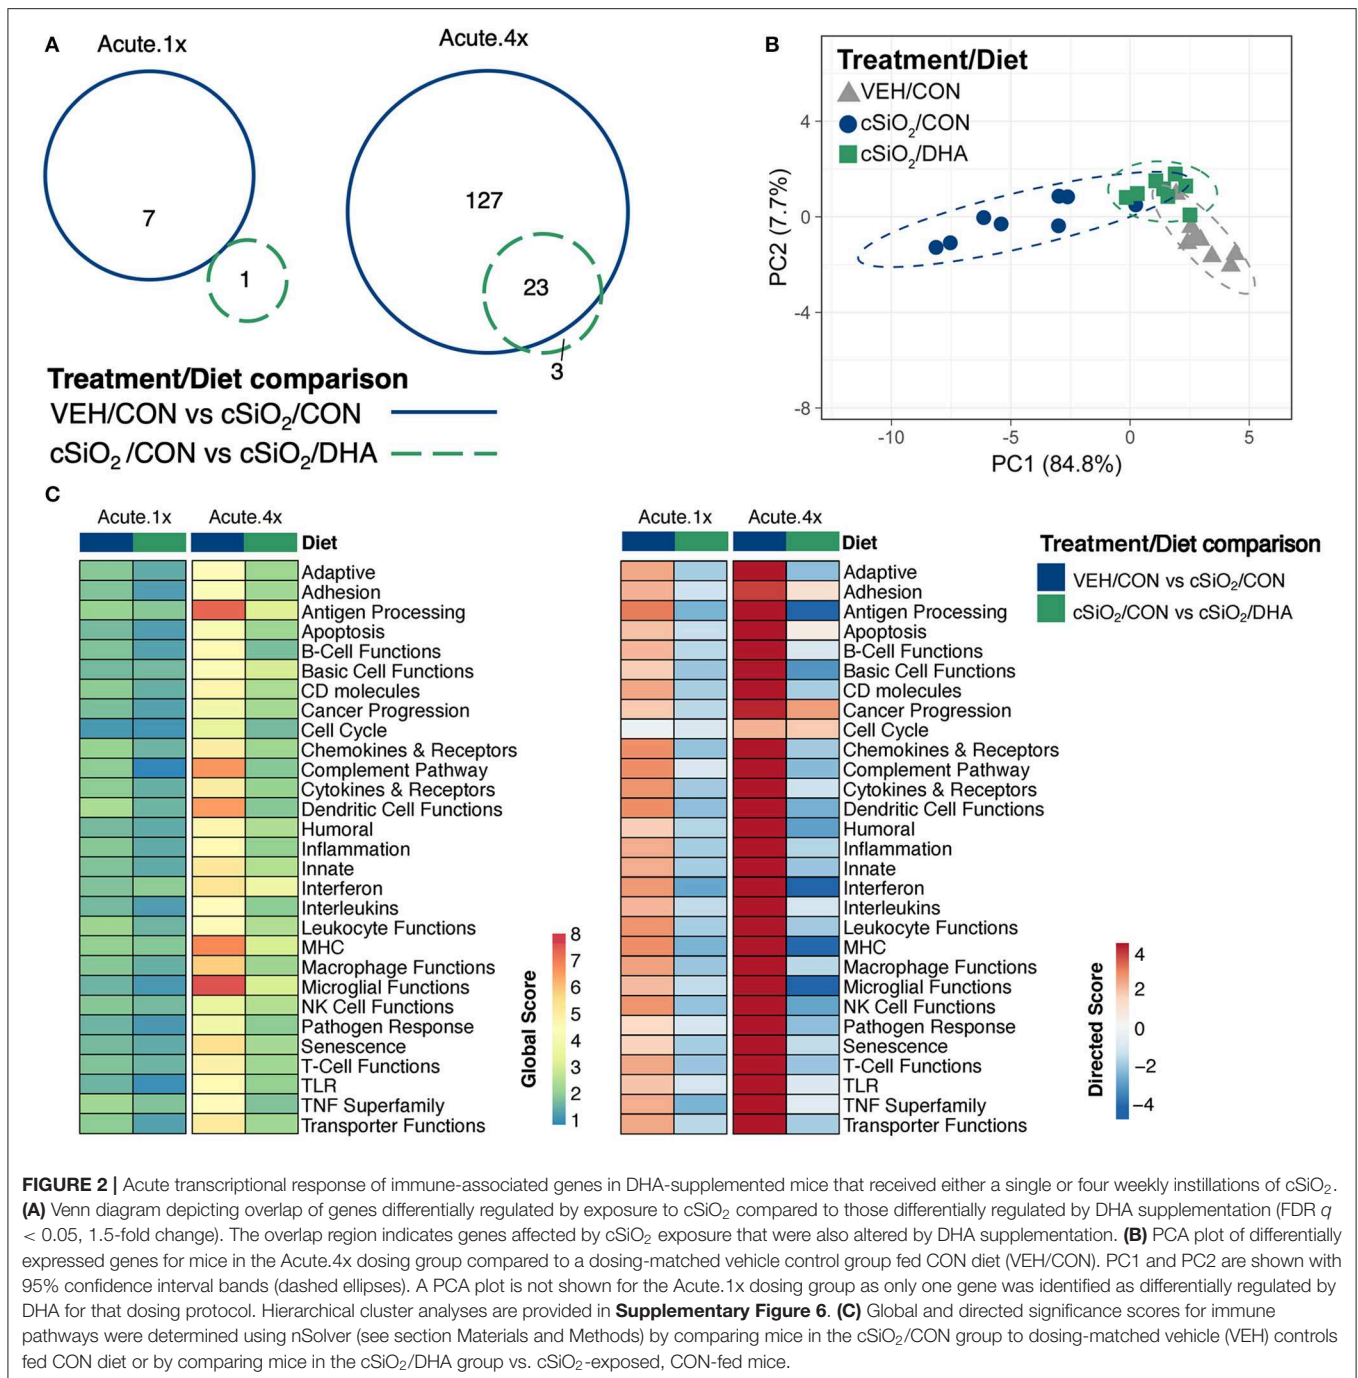 A
Acute.1x
Acute.4x
7
1
127
23
3
Treatment/Diet comparison
VEH/CON vs cSiO₂/CON
cSiO₂ /CON vs cSiO₂/DHA
B
Treatment/Diet
VEH/CON
cSiO₂/CON
cSiO₂/DHA
PC2 (7.7%)
4
0
-4
-8
-10
-5
0
5
PC1 (84.8%)
C
Acute.1x
Acute.4x
Diet
Adaptive
Adhesion
Antigen Processing
Apoptosis
B-Cell Functions
Basic Cell Functions
CD molecules
Cancer Progression
Cell Cycle
Chemokines & Receptors
Complement Pathway
Cytokines & Receptors
Dendritic Cell Functions
Humoral
Inflammation
Innate
Interferon
Interleukins
Leukocyte Functions
MHC
Macrophage Functions
Microglial Functions
NK Cell Functions
Pathogen Response
Senescence
T-Cell Functions
TLR
TNF Superfamily
Transporter Functions
Global Score
8
7
6
5
4
3
2
1
Acute.1x
Acute.4x
Diet
Adaptive
Adhesion
Antigen Processing
Apoptosis
B-Cell Functions
Basic Cell Functions
CD molecules
Cancer Progression
Cell Cycle
Chemokines & Receptors
Complement Pathway
Cytokines & Receptors
Dendritic Cell Functions
Humoral
Inflammation
Innate
Interferon
Interleukins
Leukocyte Functions
MHC
Macrophage Functions
Microglial Functions
NK Cell Functions
Pathogen Response
Senescence
T-Cell Functions
TLR
TNF Superfamily
Transporter Functions
Directed Score
4
2
0
−2
−4
Treatment/Diet comparison
VEH/CON vs cSiO₂/CON
cSiO₂/CON vs cSiO₂/DHA
FIGURE 2 | Acute transcriptional response of immune-associated genes in DHA-supplemented mice that received either a single or four weekly instillations of cSiO₂.
(A) Venn diagram depicting overlap of genes differentially regulated by exposure to cSiO₂ compared to those differentially regulated by DHA supplementation (FDR q
< 0.05, 1.5-fold change). The overlap region indicates genes affected by cSiO₂ exposure that were also altered by DHA supplementation. (B) PCA plot of differentially
expressed genes for mice in the Acute.4x dosing group compared to a dosing-matched vehicle control group fed CON diet (VEH/CON). PC1 and PC2 are shown with
95% confidence interval bands (dashed ellipses). A PCA plot is not shown for the Acute.1x dosing group as only one gene was identified as differentially regulated by
DHA for that dosing protocol. Hierarchical cluster analyses are provided in Supplementary Figure 6. (C) Global and directed significance scores for immune
pathways were determined using nSolver (see section Materials and Methods) by comparing mice in the cSiO₂/CON group to dosing-matched vehicle (VEH) controls
fed CON diet or by comparing mice in the cSiO₂/DHA group vs. cSiO₂-exposed, CON-fed mice.